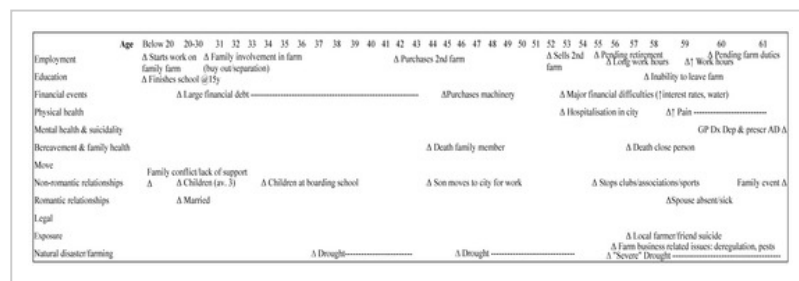 Age Below 20 20-30 31 32 33 34 35 36 37 38 39 40 41 42 43 44 45 46 47 48 49 50 51 52 53 54 55 56 57 58 59 60 61
Employment Δ Starts work on family farm Δ Family involvement in farm (buy out/separation) Δ Purchases 2nd farm Δ Sells 2nd farm Δ Pending retirement Δ Long work hours Δ↑ Work hours Δ Pending farm duties
Education Δ Finishes school @15y Δ Inability to leave farm
Financial events Δ Large financial debt Δ Purchases machinery Δ Major financial difficulties (↑interest rates, water)
Physical health Δ Hospitalisation in city Δ↑ Pain
Mental health & suicidality GP Dx Dep & prescr AD Δ
Bereavement & family health Δ Death family member Δ Death close person
Move
Family conflict/lack of support
Non-romantic relationships Δ Δ Children (av. 3) Δ Children at boarding school Δ Son moves to city for work Δ Stops clubs/associations/sports Family event Δ
Romantic relationships Δ Married Δ Spouse absent/sick
Legal
Exposure Δ Local farmer/friend suicide
Δ Farm business related issues: deregulation, pests
Natural disaster/farming Δ Drought Δ Drought Δ "Severe" Drought